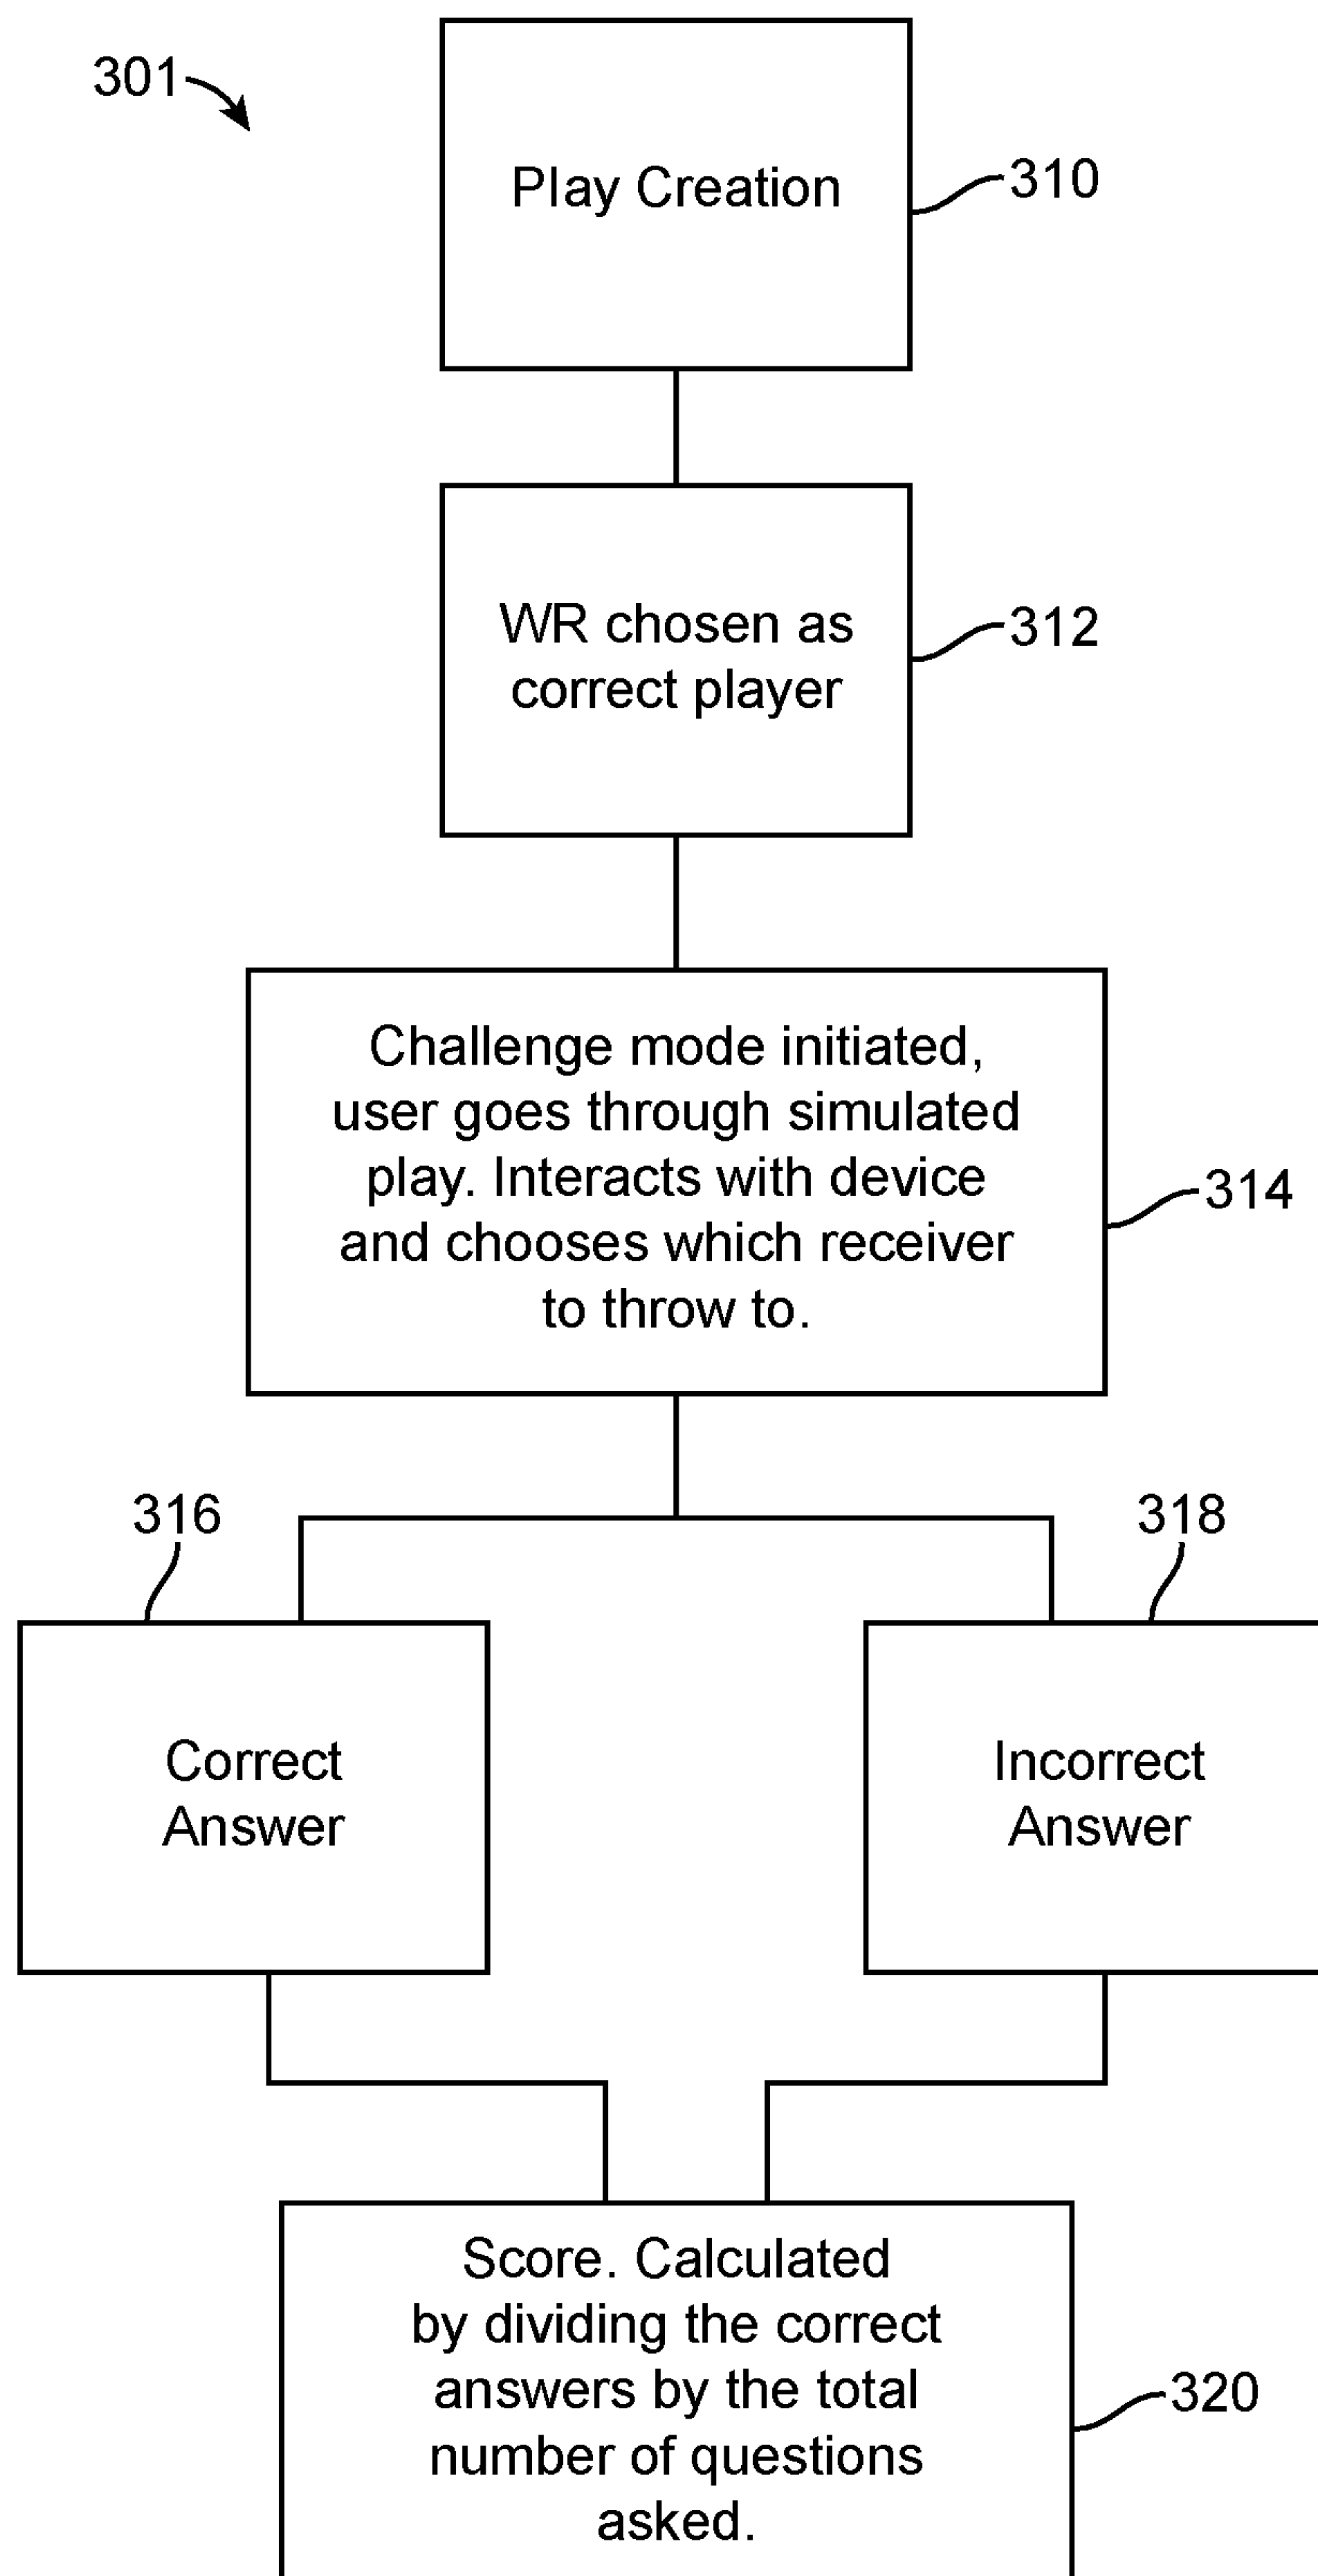 301
Play Creation
310
WR chosen as
correct player
312
Challenge mode initiated,
user goes through simulated
play. Interacts with device
and chooses which receiver
to throw to.
314
316
318
Correct
Answer
Incorrect
Answer
Score. Calculated
by dividing the correct
answers by the total
number of questions
asked.
320